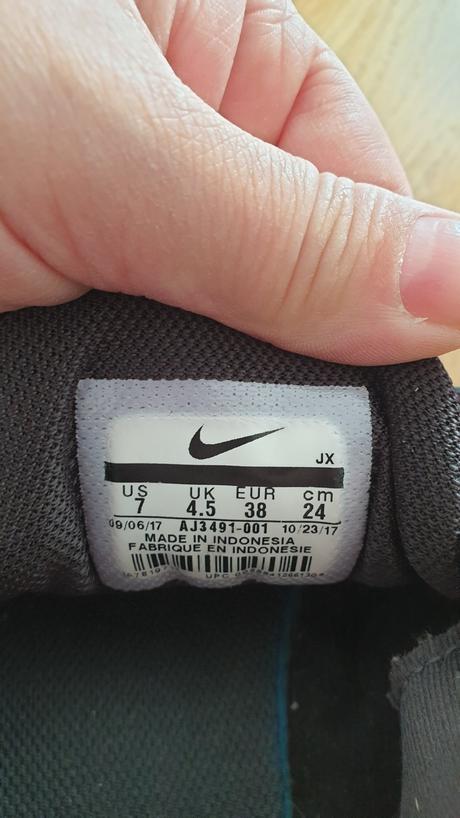 JX
US UK EUR cm
7 4.5 38 24
09/06/17 AJ3491-001 10/23/17
MADE IN INDONESIA
FABRIQUE EN INDONESIE
UPC